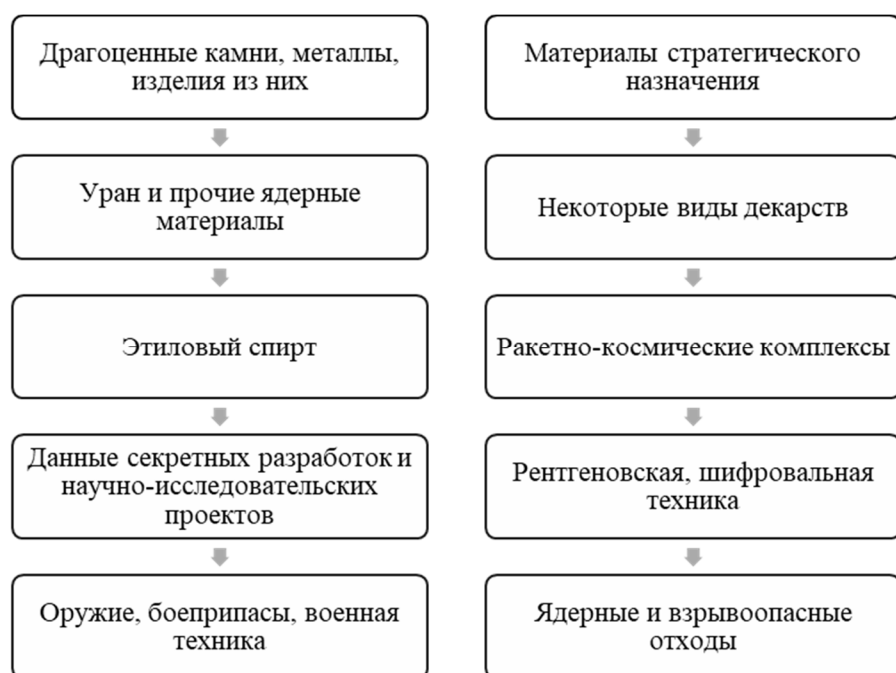 Драгоценные камни, металлы,
изделия из них
Уран и прочие ядерные
материалы
Этиловый спирт
Данные секретных разработок и
научно-исследовательских
проектов
Оружие, боеприпасы, военная
техника
Материалы стратегического
назначения
Некоторые виды декарств
Ракетно-космические комплексы
Рентгеновская, шифровальная
техника
Ядерные и взрывоопасные
отходы